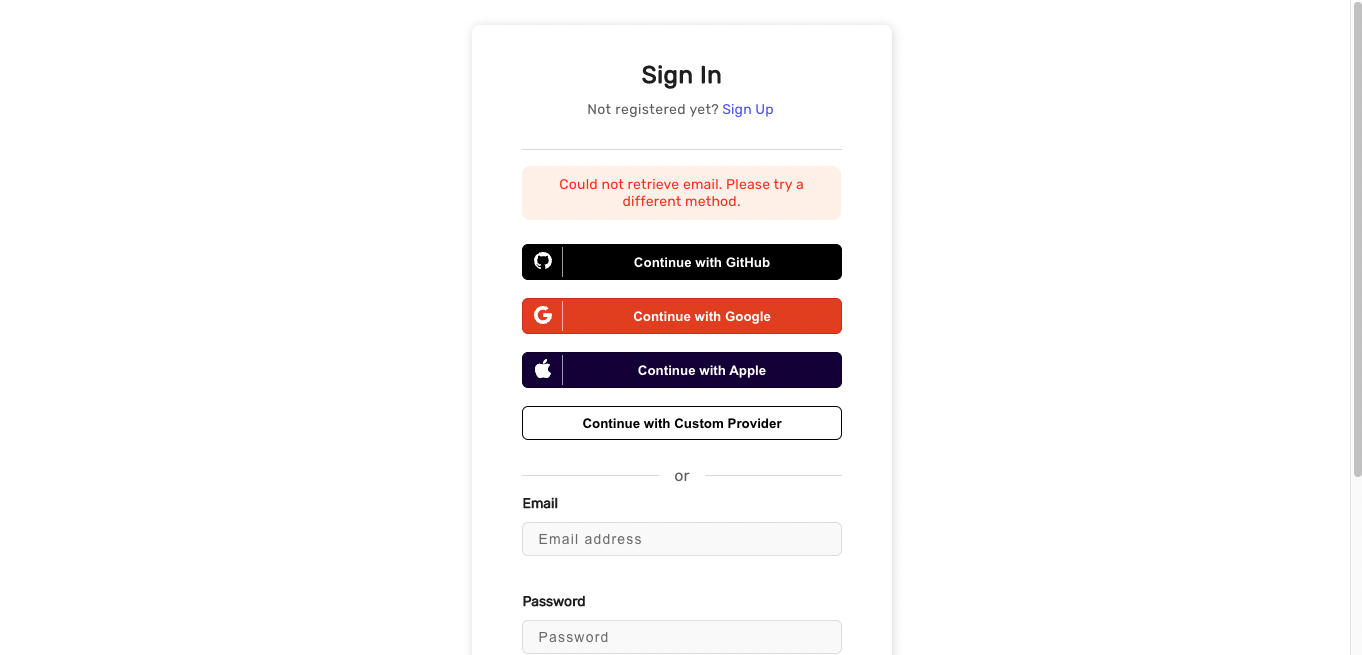 Sign In
Not registered yet? Sign Up
Could not retrieve email. Please try a
different method.
Continue with GitHub
Continue with Google
Continue with Apple
Continue with Custom Provider
or
Email
Email address
Password
Password